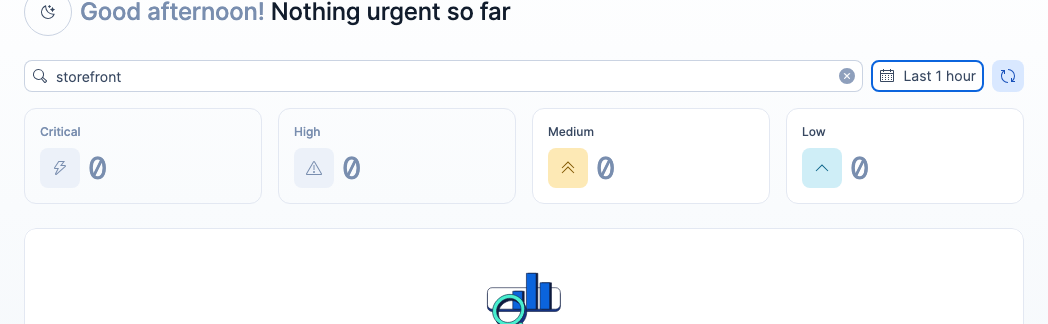 Good afternoon! Nothing urgent so far
storefront
Last 1 hour
Critical
0
High
0
Medium
0
Low
0